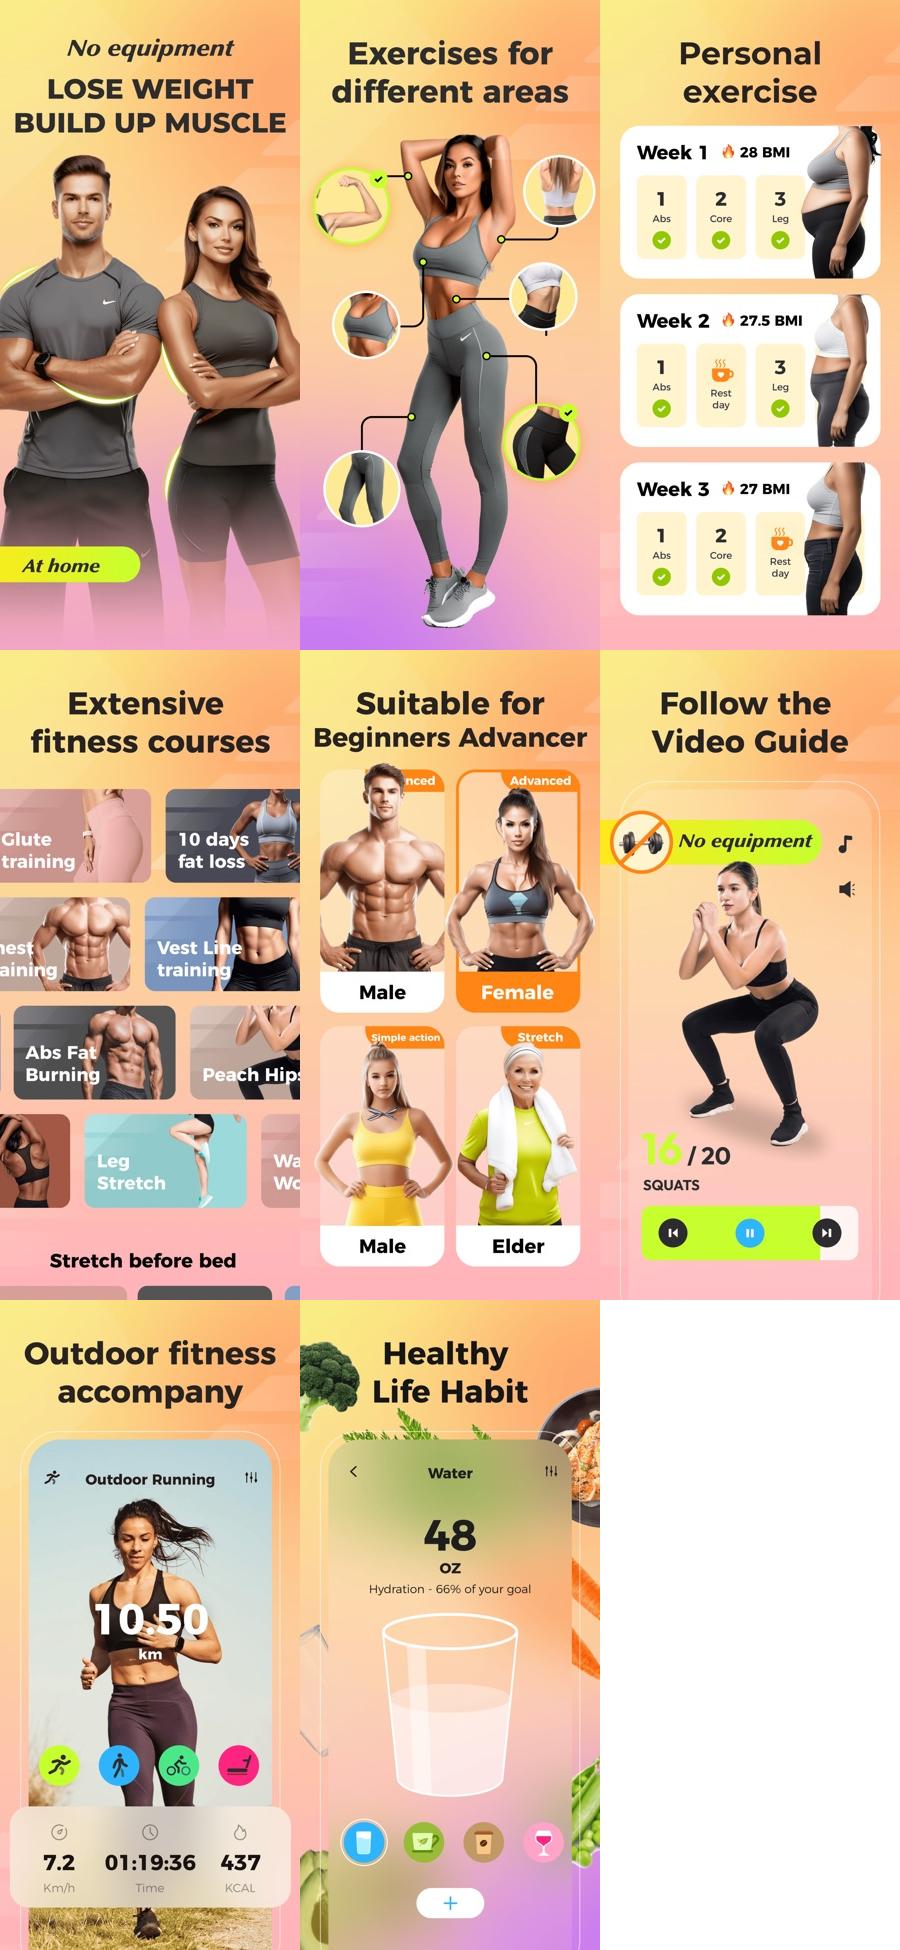 No equipment
LOSE WEIGHT
BUILD UP MUSCLE
At home
Exercises for
different areas
Personal
exercise
Week 1 28 BMI
1 2 3
Abs Core Leg
Week 2 27.5 BMI
1 3
Abs Rest Leg
day
Week 3 27 BMI
1 2
Abs Core Rest
day
Extensive
fitness courses
Glute
training
10 days
fat loss
Vest Line
training
Abs Fat
Burning
Peach Hips
Leg
Stretch
Stretch before bed
Suitable for
Beginners Advancer
Advanced
Male
Female
Simple action
Stretch
Male
Elder
Follow the
Video Guide
No equipment
16 / 20
SQUATS
Outdoor fitness
accompany
Outdoor Running
10.50
km
7.2 01:19:36 437
Km/h Time KCAL
Healthy
Life Habit
Water
48
OZ
Hydration - 66% of your goal